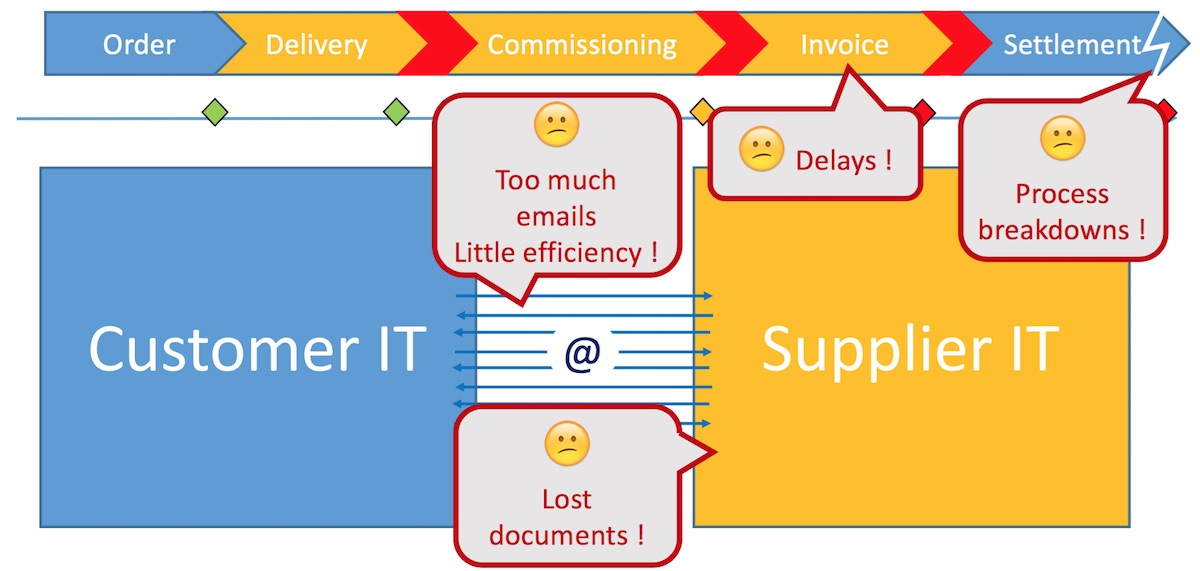 Order
Delivery
Commissioning
Invoice
Settlement
Too much
emails
Little efficiency !
Delays !
Process
breakdowns !
Customer IT
@
Supplier IT
Lost
documents !